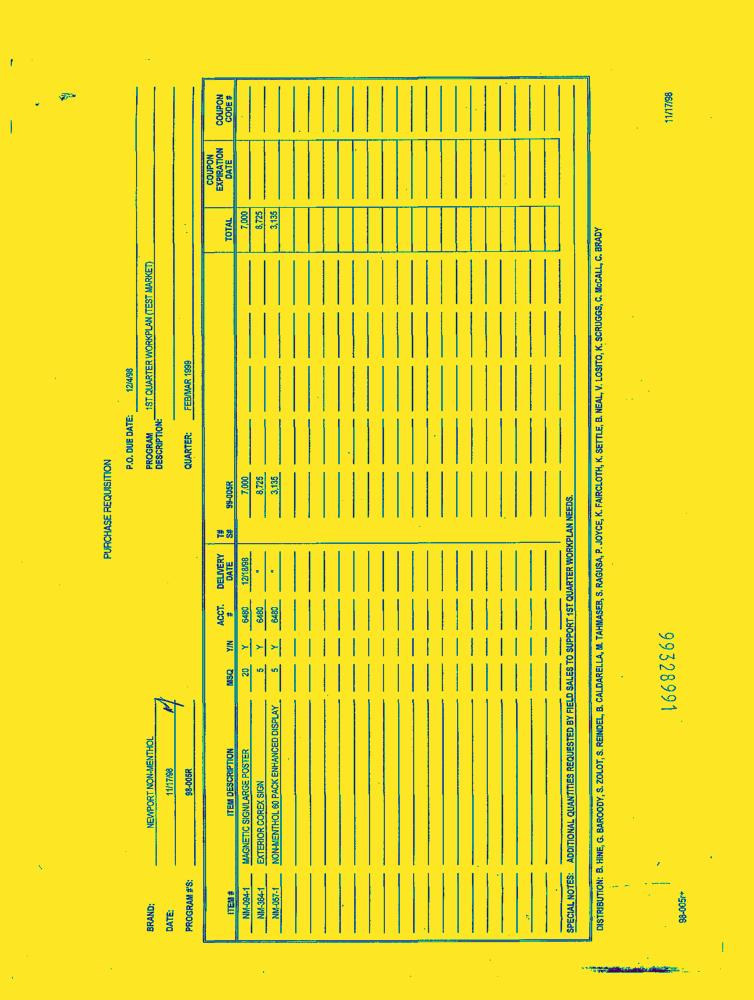 PURCHASE REQUISITION
BRAND: NEWPORT NON-MENTHOL P.O. DUE DATE: 12/4/98
DATE: 11/17/98 PROGRAM DESCRIPTION: 1ST QUARTER WORKPLAN (TEST MARKET)
PROGRAM #'S: 98-005R QUARTER: FEB/MAR 1999
ITEM # ITEM DESCRIPTION MSQ Y/N ACCT. # DELIVERY DATE T# S# 99-005R TOTAL COUPON EXPIRATION DATE COUPON CODE #
NM-094-1 MAGNETIC SIGN/LARGE POSTER 20 Y 6480 12/18/98 7,000 7,000
NM-364-1 EXTERIOR COREX SIGN 5 Y 6480 " 8,725 8,725
NM-057-1 NON-MENTHOL 60 PACK ENHANCED DISPLAY 5 Y 6480 " 3,135 3,135
SPECIAL NOTES: ADDITIONAL QUANTITIES REQUESTED BY FIELD SALES TO SUPPORT 1ST QUARTER WORKPLAN NEEDS.
DISTRIBUTION: B. HINE, G. BAROODY, S. ZOLOT, S. REINDEL, B. CALDARELLA, M. TAHMASER, S. RAGUSA, P. JOYCE, K. FAIRCLOTH, K. SETTLE, B. NEAL, V. LOSITO, K. SCRUGGS, C. McCALL, C. BRADY
98-005r+ 11/17/98
99328991